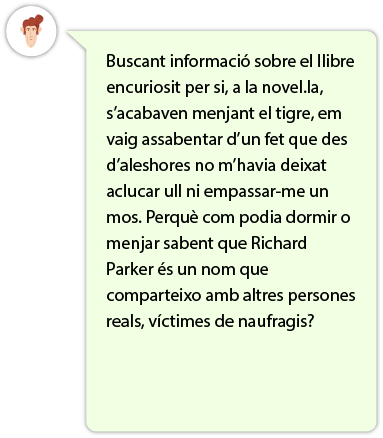 Buscant informació sobre el llibre
encuriosit per si, a la novel.la,
s’acabaven menjant el tigre, em
vaig assabentar d’un fet que des
d’aleshores no m’havia deixat
aclucar ull ni empassar-me un
mos. Perquè com podia dormir o
menjar sabent que Richard
Parker és un nom que
comparteixo amb altres persones
reals, víctimes de naufragis?